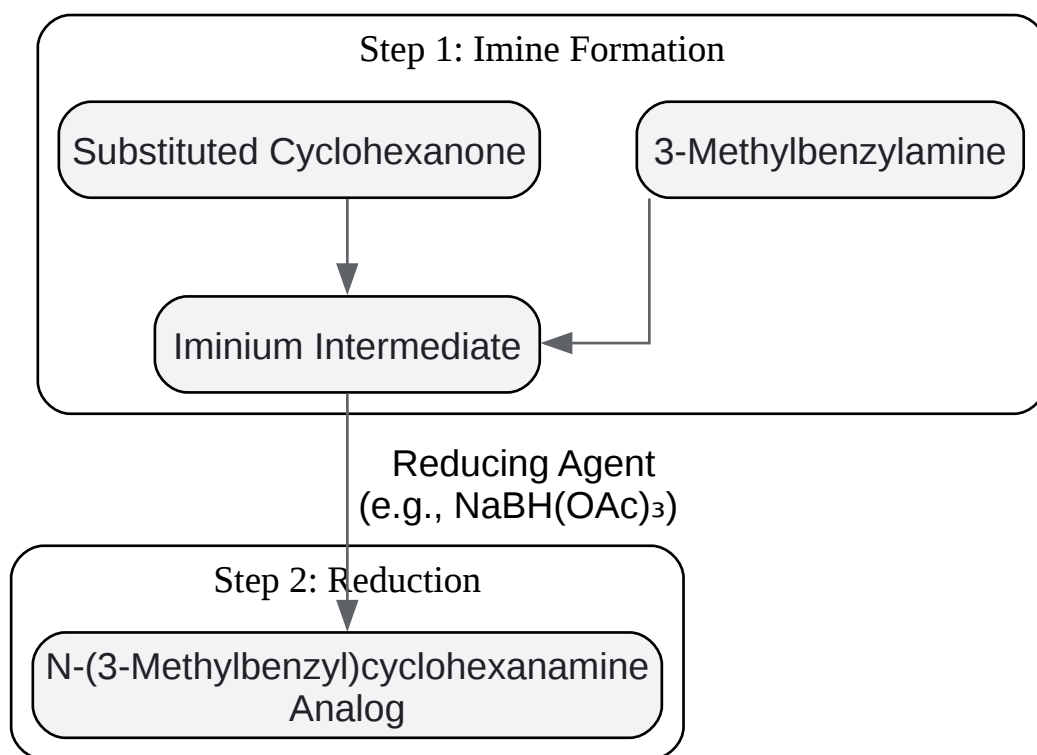 Step 1: Imine Formation
Substituted Cyclohexanone
3-Methylbenzylamine
Iminium Intermediate
Reducing Agent
(e.g., NaBH(OAc)₃)
Step 2: Reduction
N-(3-Methylbenzyl)cyclohexanamine
Analog